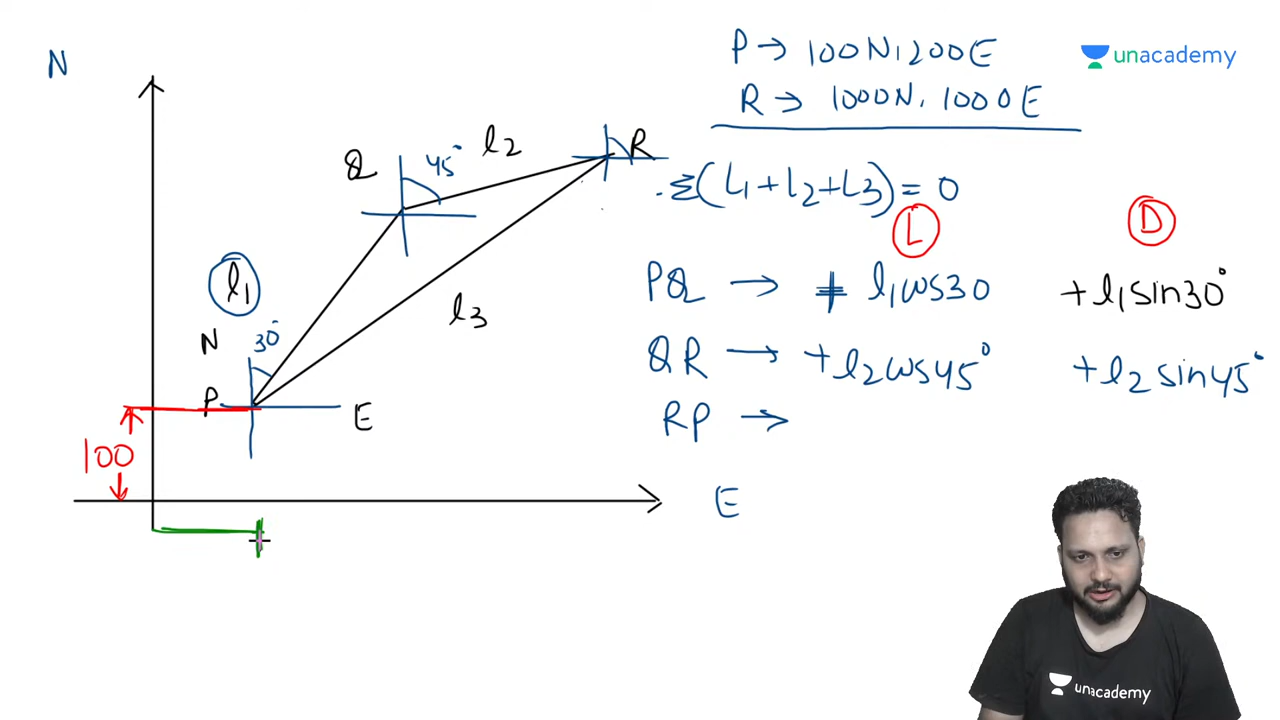 N
P → 100N, 200E
unacademy
R → 1000N, 1000E
Q
45°
l2
R
Σ(L1+L2+L3) = 0
L
D
l1
PQ → + l1cos30
+l1sin30°
N
30°
l3
QR → +l2cos45°
+l2sin45°
P
E
RP →
100
E
unacademy